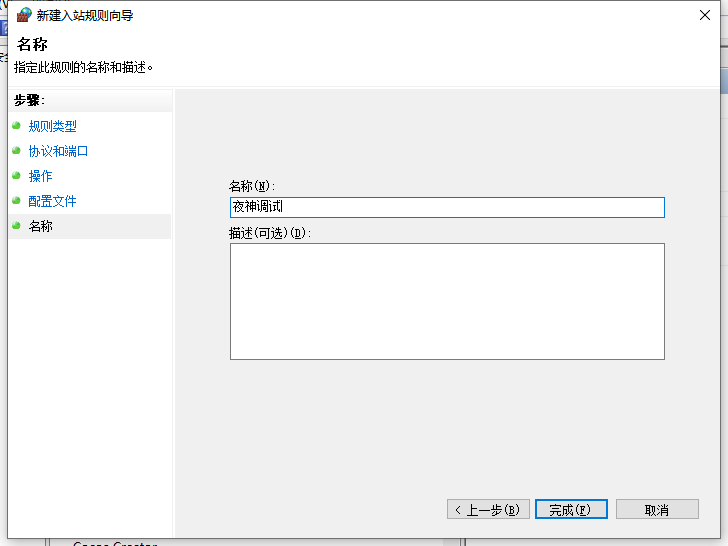 新建入站规则向导
名称
指定此规则的名称和描述。
步骤:
规则类型
协议和端口
操作
配置文件
名称
名称(N):
夜神调试
描述(可选)(D):
< 上一步(B)
完成(F)
取消